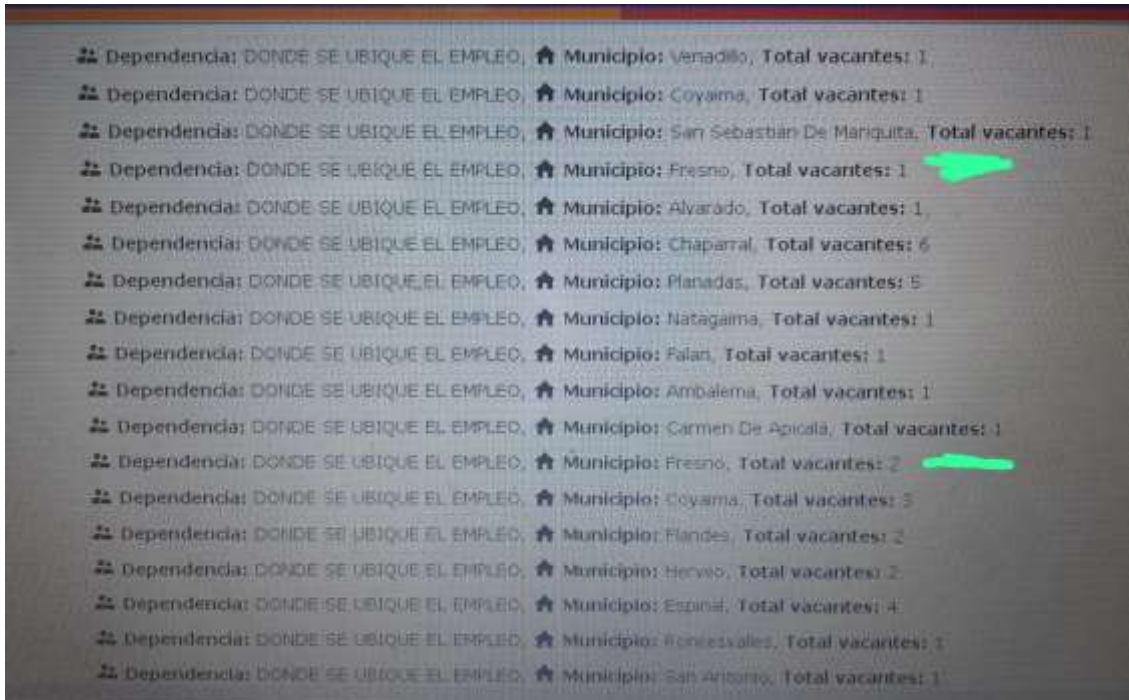 Dependencia: DONDE SE UBIQUE EL EMPLEO, Municipio: Venadillo, Total vacantes: 1
Dependencia: DONDE SE UBIQUE EL EMPLEO, Municipio: Coyaima, Total vacantes: 1
Dependencia: DONDE SE UBIQUE EL EMPLEO, Municipio: San Sebastián De Mariquita, Total vacantes: 1
Dependencia: DONDE SE UBIQUE EL EMPLEO, Municipio: Fresno, Total vacantes: 1
Dependencia: DONDE SE UBIQUE EL EMPLEO, Municipio: Alvarado, Total vacantes: 1
Dependencia: DONDE SE UBIQUE EL EMPLEO, Municipio: Chaparral, Total vacantes: 6
Dependencia: DONDE SE UBIQUE EL EMPLEO, Municipio: Planadas, Total vacantes: 5
Dependencia: DONDE SE UBIQUE EL EMPLEO, Municipio: Natagaima, Total vacantes: 1
Dependencia: DONDE SE UBIQUE EL EMPLEO, Municipio: Falan, Total vacantes: 1
Dependencia: DONDE SE UBIQUE EL EMPLEO, Municipio: Ambalema, Total vacantes: 1
Dependencia: DONDE SE UBIQUE EL EMPLEO, Municipio: Carmen De Apicalá, Total vacantes: 1
Dependencia: DONDE SE UBIQUE EL EMPLEO, Municipio: Fresno, Total vacantes: 2
Dependencia: DONDE SE UBIQUE EL EMPLEO, Municipio: Coyaima, Total vacantes: 3
Dependencia: DONDE SE UBIQUE EL EMPLEO, Municipio: Flandes, Total vacantes: 2
Dependencia: DONDE SE UBIQUE EL EMPLEO, Municipio: Herveo, Total vacantes: 2
Dependencia: DONDE SE UBIQUE EL EMPLEO, Municipio: Espinal, Total vacantes: 4
Dependencia: DONDE SE UBIQUE EL EMPLEO, Municipio: Roncesvalles, Total vacantes: 1
Dependencia: DONDE SE UBIQUE EL EMPLEO, Municipio: San Antonio, Total vacantes: 1